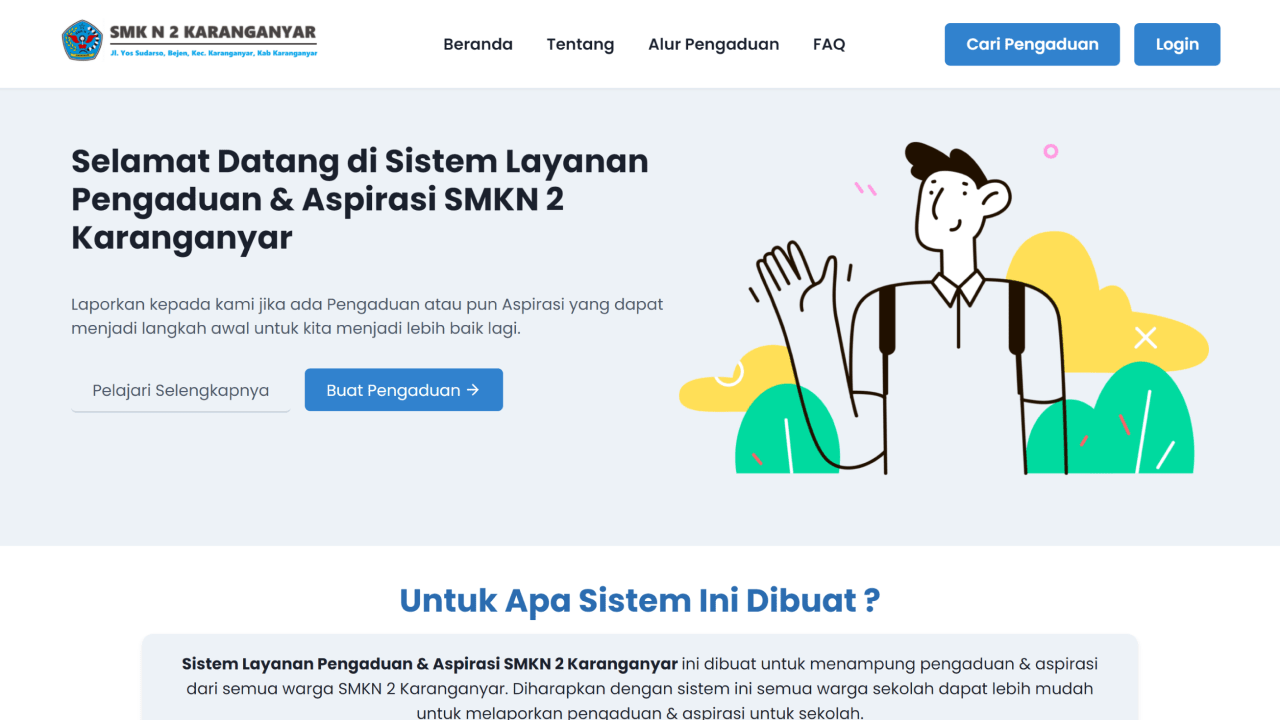 SMK N 2 KARANGANYAR
Jl. Yos Sudarso, Bejen, Kec. Karanganyar, Kab Karanganyar
Beranda
Tentang
Alur Pengaduan
FAQ
Cari Pengaduan
Login
Selamat Datang di Sistem Layanan
Pengaduan & Aspirasi SMKN 2
Karanganyar
Laporkan kepada kami jika ada Pengaduan atau pun Aspirasi yang dapat
menjadi langkah awal untuk kita menjadi lebih baik lagi.
Pelajari Selengkapnya
Buat Pengaduan →
Untuk Apa Sistem Ini Dibuat ?
Sistem Layanan Pengaduan & Aspirasi SMKN 2 Karanganyar ini dibuat untuk menampung pengaduan & aspirasi
dari semua warga SMKN 2 Karanganyar. Diharapkan dengan sistem ini semua warga sekolah dapat lebih mudah
untuk melaporkan pengaduan & aspirasi untuk sekolah.